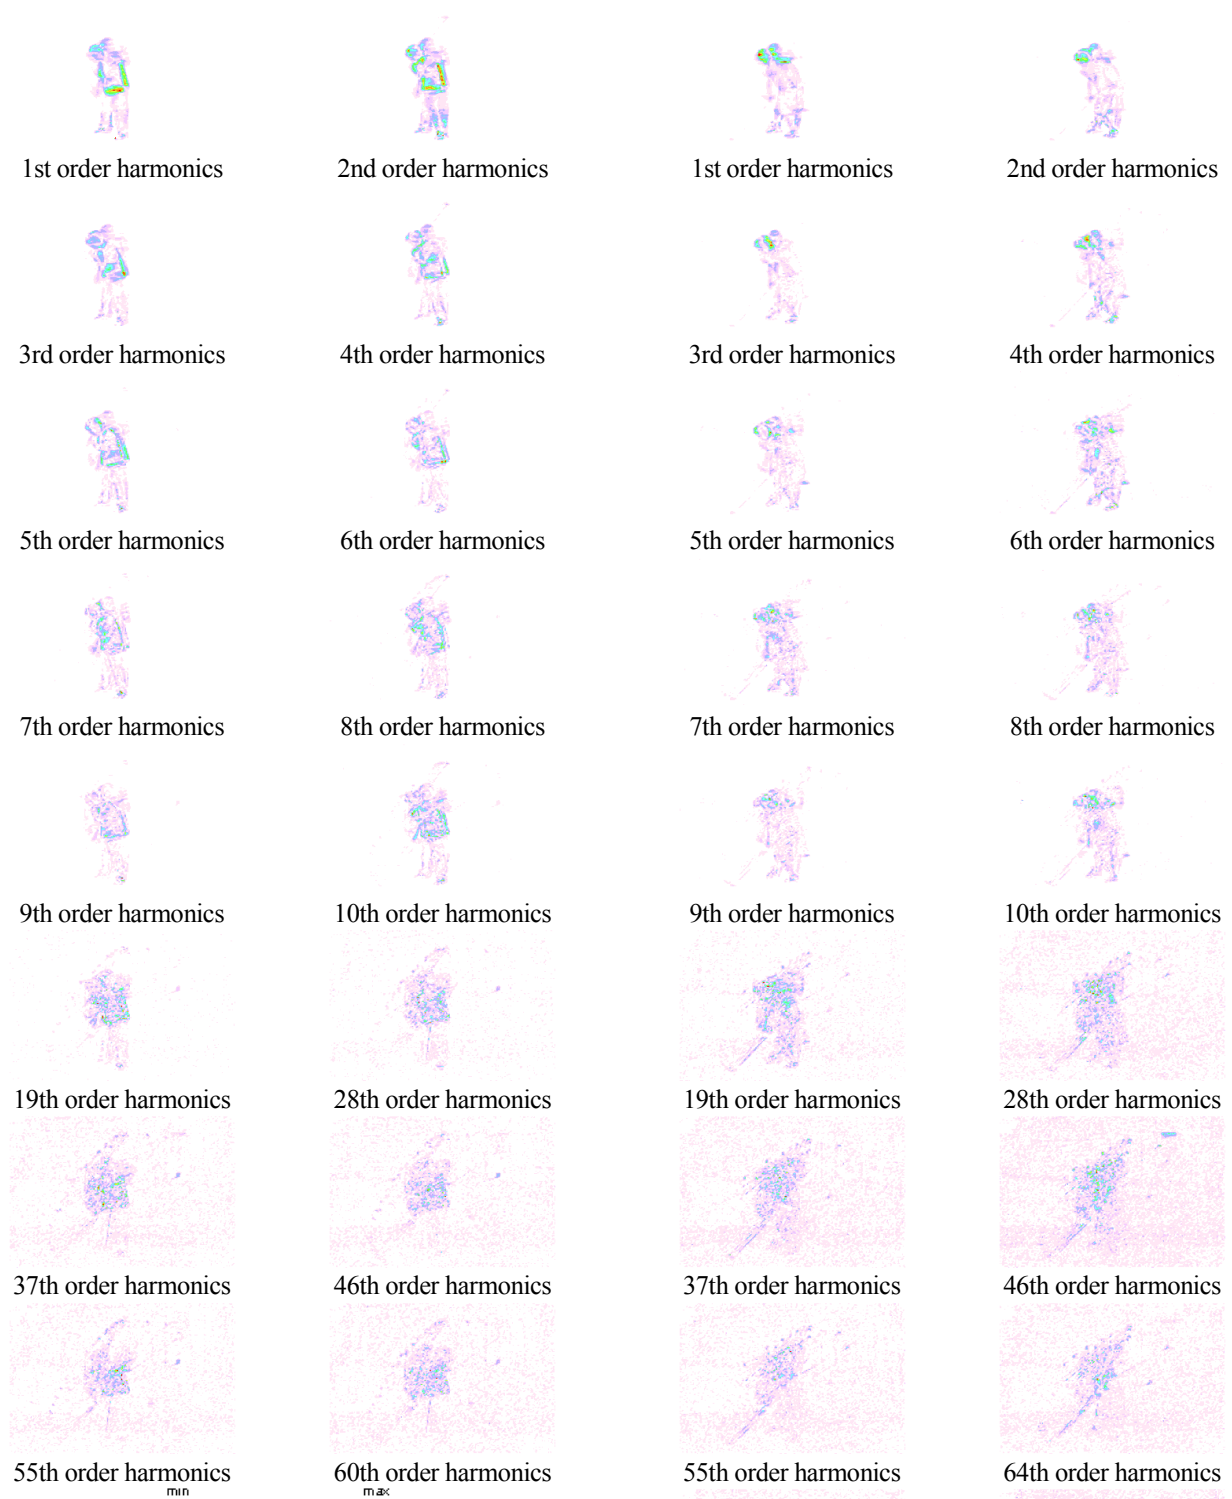 1st order harmonics 2nd order harmonics 1st order harmonics 2nd order harmonics
3rd order harmonics 4th order harmonics 3rd order harmonics 4th order harmonics
5th order harmonics 6th order harmonics 5th order harmonics 6th order harmonics
7th order harmonics 8th order harmonics 7th order harmonics 8th order harmonics
9th order harmonics 10th order harmonics 9th order harmonics 10th order harmonics
19th order harmonics 28th order harmonics 19th order harmonics 28th order harmonics
37th order harmonics 46th order harmonics 37th order harmonics 46th order harmonics
55th order harmonics 60th order harmonics 55th order harmonics 64th order harmonics
min max